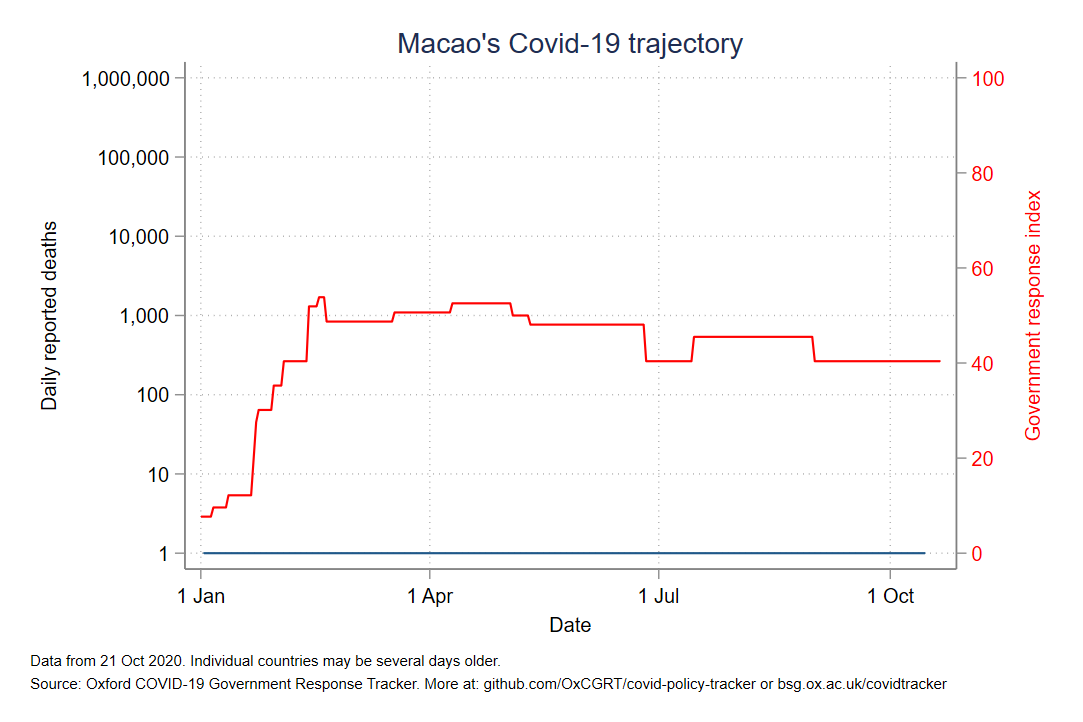 Macao's Covid-19 trajectory
1,000,000
100,000
10,000
1,000
100
10
1
Daily reported deaths
100
80
60
40
20
0
Government response index
1 Jan
1 Apr
1 Jul
1 Oct
Date
Data from 21 Oct 2020. Individual countries may be several days older.
Source: Oxford COVID-19 Government Response Tracker. More at: github.com/OxCGRT/covid-policy-tracker or bsg.ox.ac.uk/covidtracker